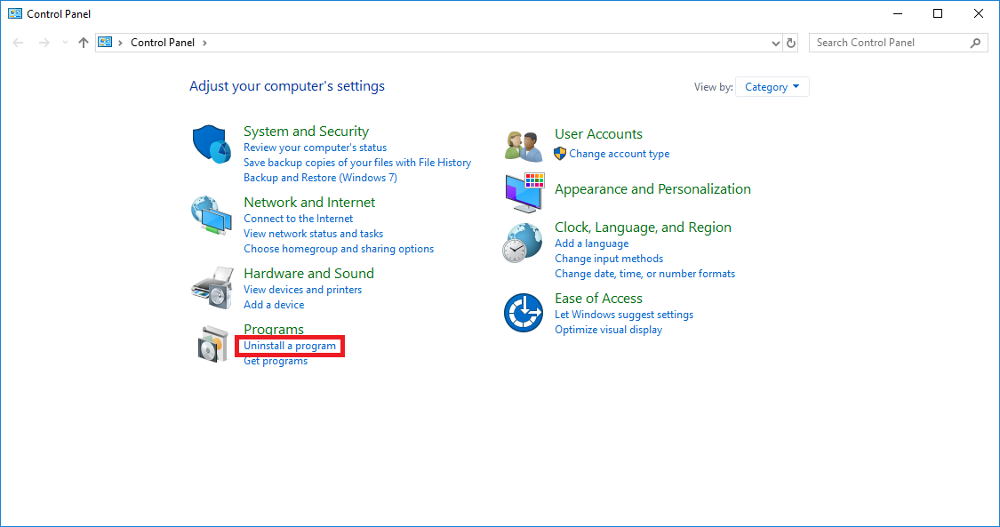 Control Panel
Control Panel
Search Control Panel
Adjust your computer's settings
View by: Category
System and Security
Review your computer's status
Save backup copies of your files with File History
Backup and Restore (Windows 7)
Network and Internet
Connect to the Internet
View network status and tasks
Choose homegroup and sharing options
Hardware and Sound
View devices and printers
Add a device
Programs
Uninstall a program
Get programs
User Accounts
Change account type
Appearance and Personalization
Clock, Language, and Region
Add a language
Change input methods
Change date, time, or number formats
Ease of Access
Let Windows suggest settings
Optimize visual display